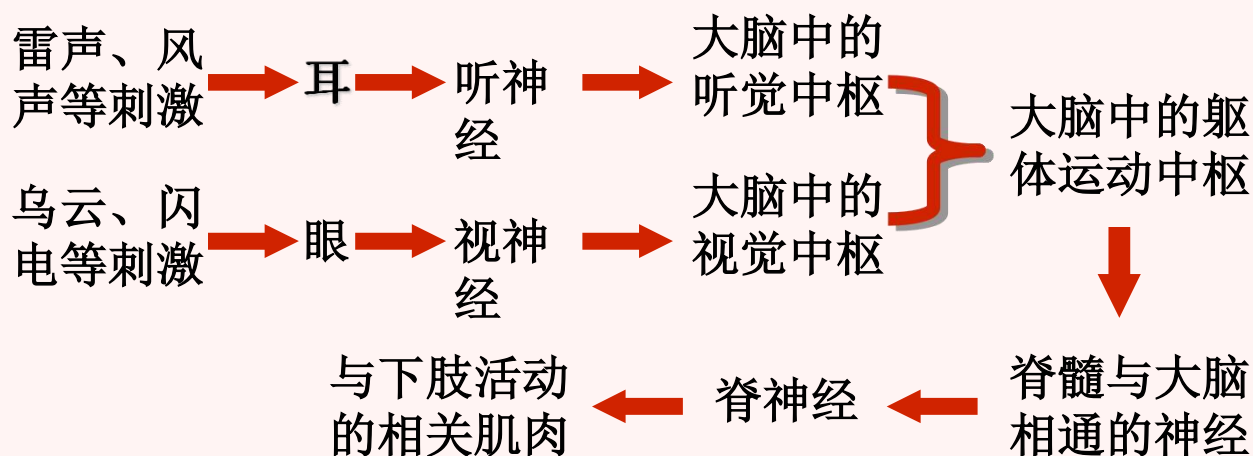 雷声、风
声等刺激
耳
听神
经
大脑中的
听觉中枢
乌云、闪
电等刺激
眼
视神
经
大脑中的
视觉中枢
大脑中的躯
体运动中枢
脊髓与大脑
相通的神经
脊神经
与下肢活动
的相关肌肉